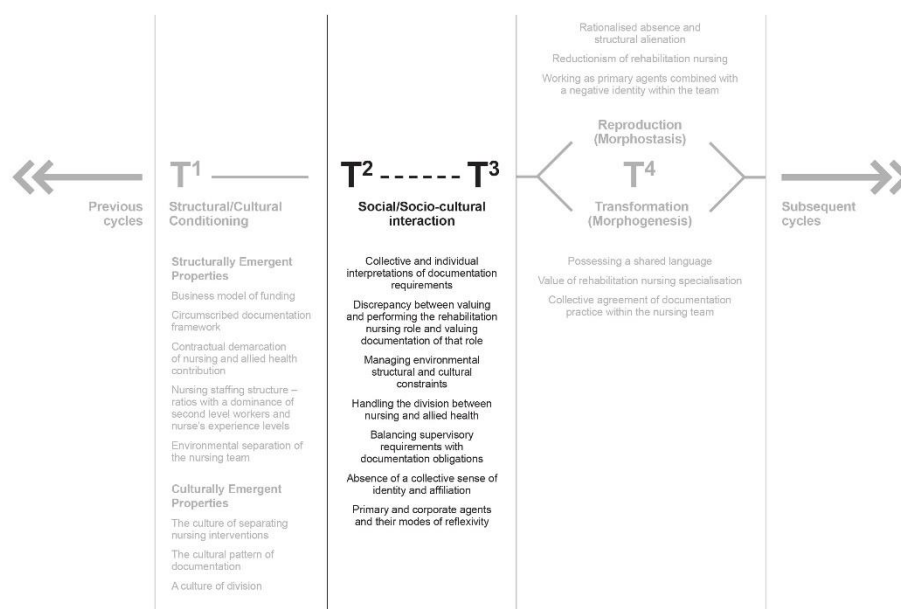 Previous
cycles
T1
Structural/Cultural
Conditioning
Structurally Emergent
Properties
Business model of funding
Circumscribed documentation
framework
Contractual demarcation
of nursing and allied health
contribution
Nursing staffing structure –
ratios with a dominance of
second level workers and
nurse's experience levels
Environmental separation of
the nursing team
Culturally Emergent
Properties
The culture of separating
nursing interventions
The cultural pattern of
documentation
A culture of division
T2 T3
Social/Socio-cultural
interaction
Collective and individual
interpretations of documentation
requirements
Discrepancy between valuing
and performing the rehabilitation
nursing role and valuing
documentation of that role
Managing environmental
structural and cultural
constraints
Handling the division between
nursing and allied health
Balancing supervisory
requirements with
documentation obligations
Absence of a collective sense of
identity and affiliation
Primary and corporate agents
and their modes of reflexivity
Rationalised absence and
structural alienation
Reductionism of rehabilitation nursing
Working as primary agents combined with
a negative identity within the team
Reproduction
(Morphostasis)
T4
Transformation
(Morphogenesis)
Possessing a shared language
Value of rehabilitation nursing specialisation
Collective agreement of documentation
practice within the nursing team
Subsequent
cycles